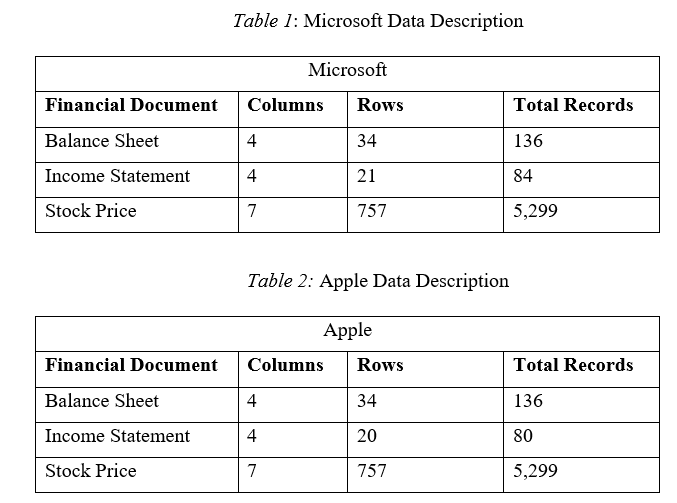 Table 1: Microsoft Data Description
Microsoft
Financial Document Columns Rows Total Records
Balance Sheet 4 34 136
Income Statement 4 21 84
Stock Price 7 757 5,299
Table 2: Apple Data Description
Apple
Financial Document Columns Rows Total Records
Balance Sheet 4 34 136
Income Statement 4 20 80
Stock Price 7 757 5,299